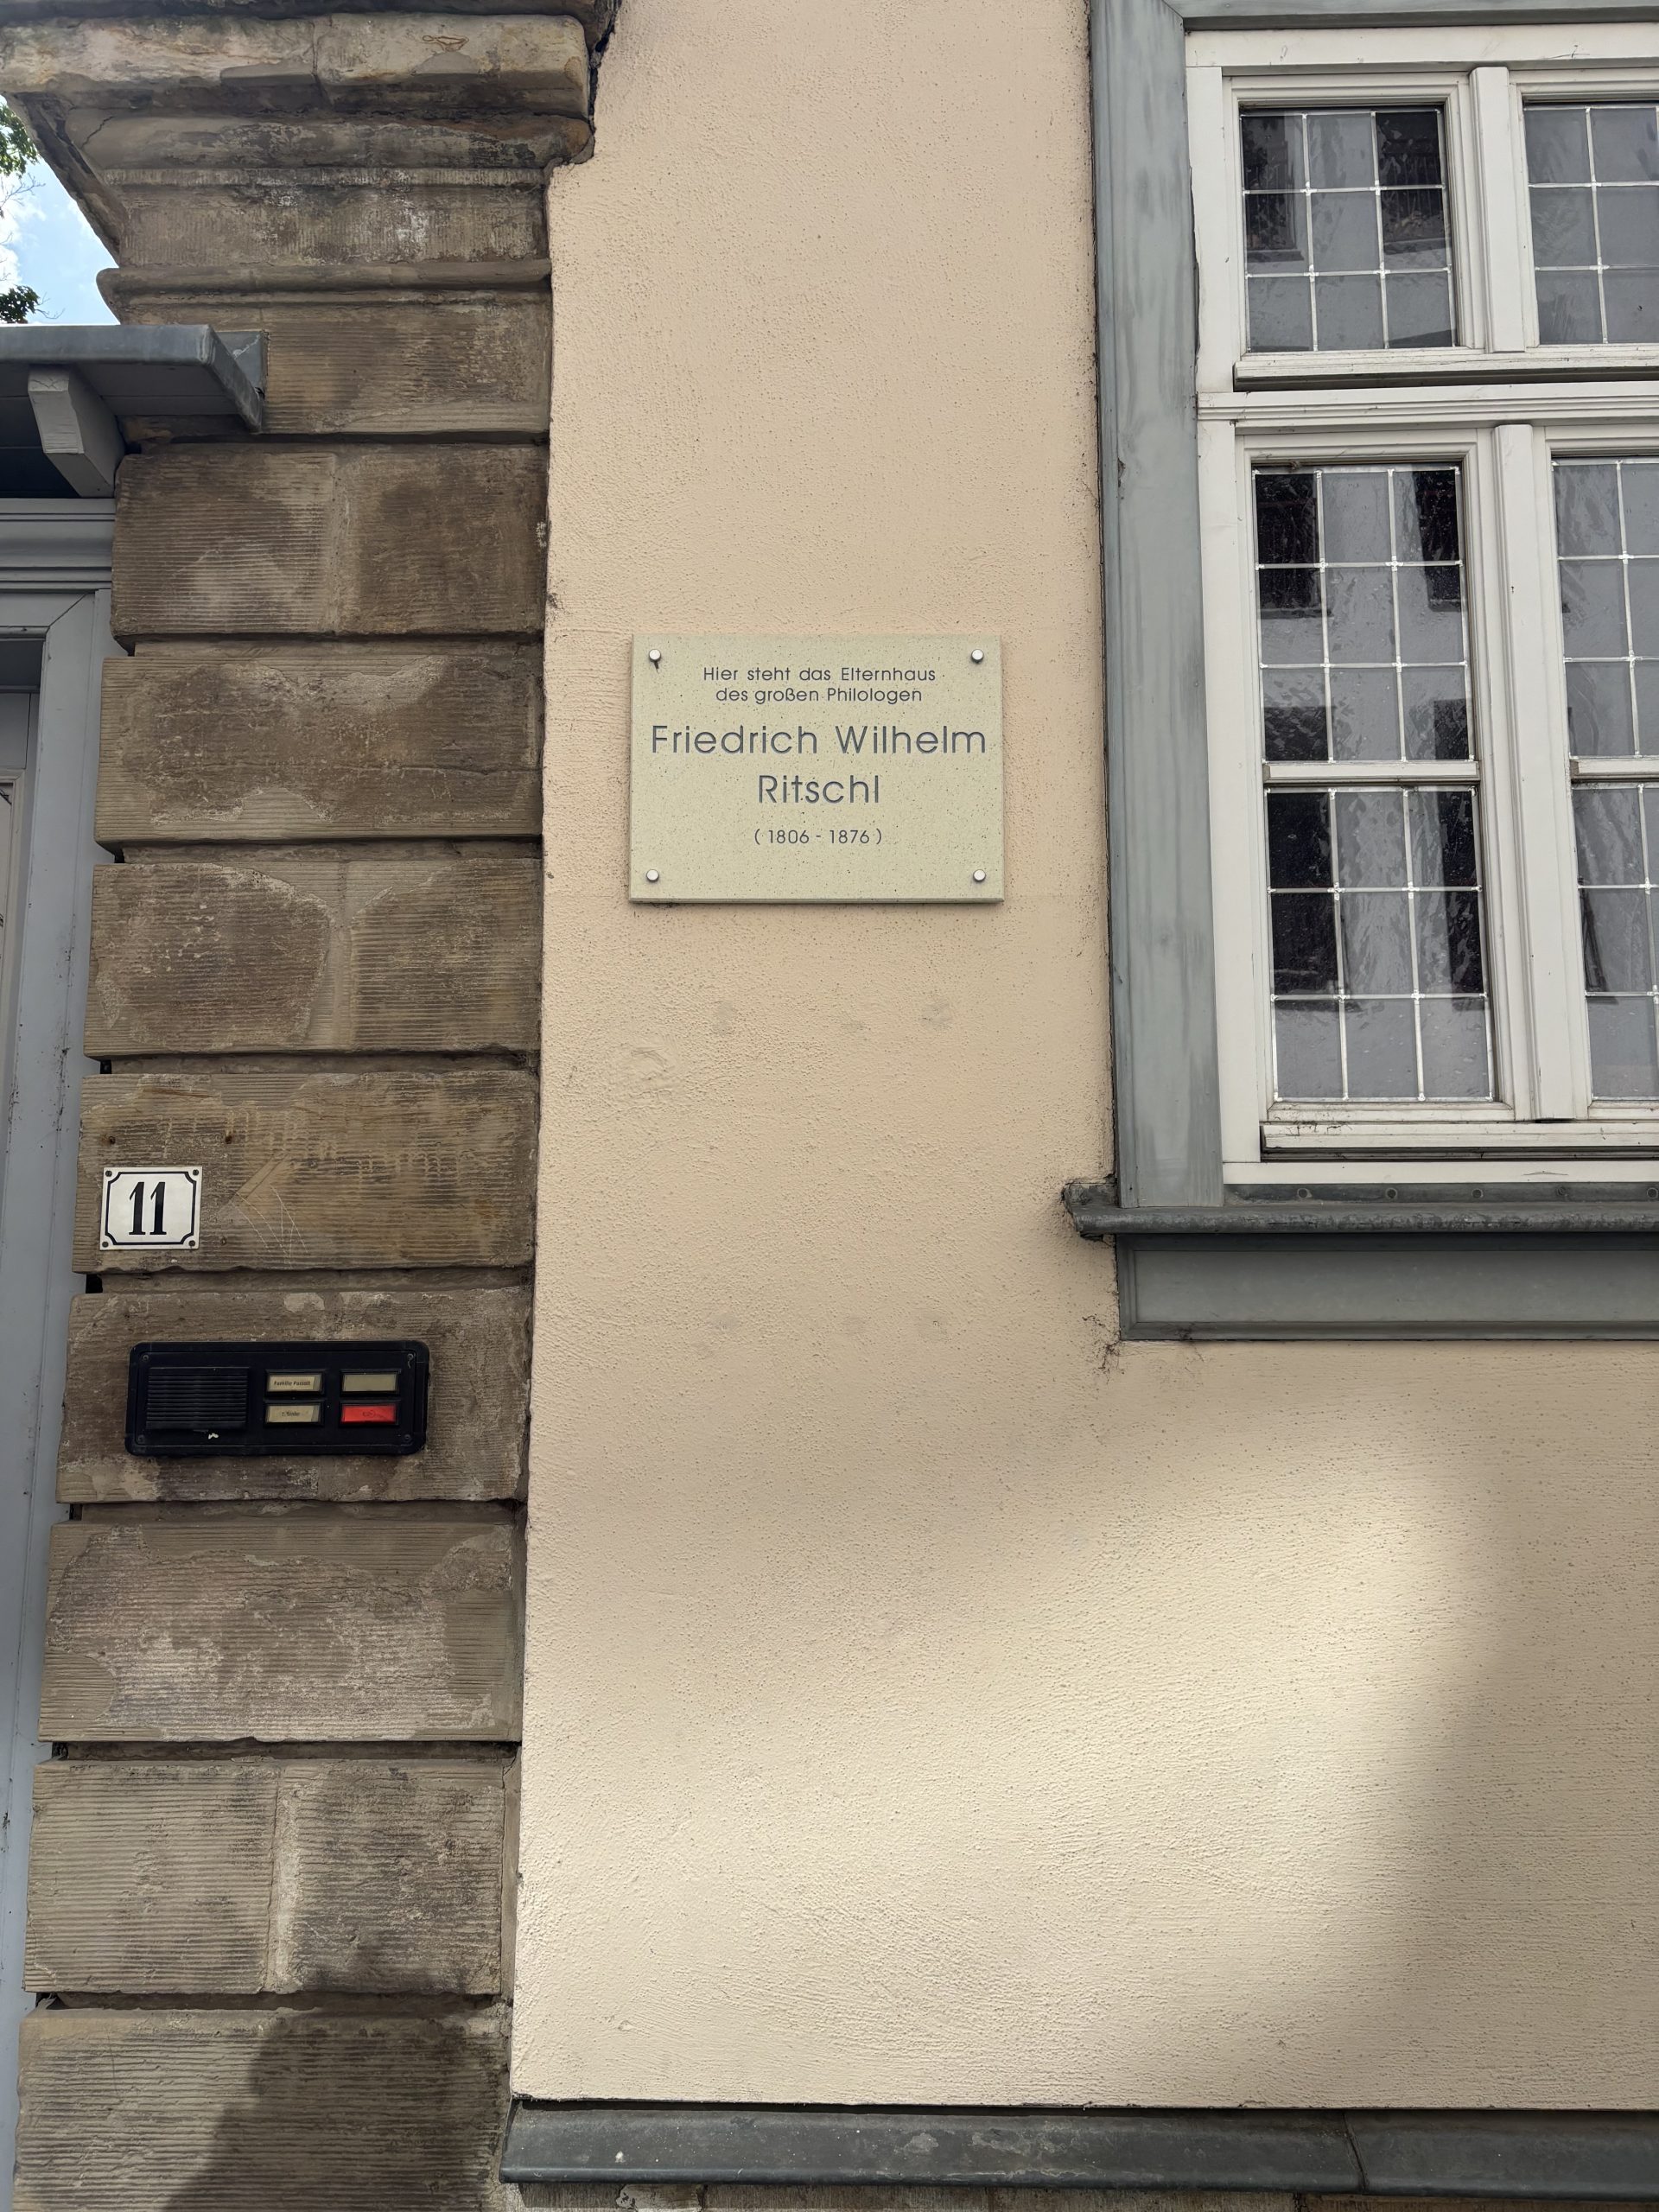 Hier steht das Elternhaus
des großen Philologen
Friedrich Wilhelm
Ritschl
( 1806 - 1876 )
11